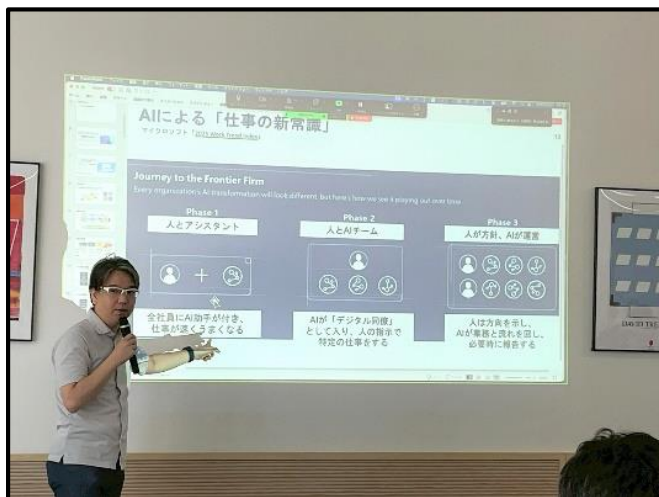 AIによる「仕事の新常識」
マイクロソフト「2025 Work Trend Index」
13
Journey to the Frontier Firm
Every organization's AI transformation will look different, but here's how we see it playing out over time
Phase 1
人とアシスタント
全社員にAI助手が付き、
仕事が速くうまくなる
Phase 2
人とAIチーム
AIが「デジタル同僚」
として入り、人の指示で
特定の仕事をする
Phase 3
人が方針、AIが運営
人は方向を示し、
AIが業務と流れを回し、
必要時に報告する